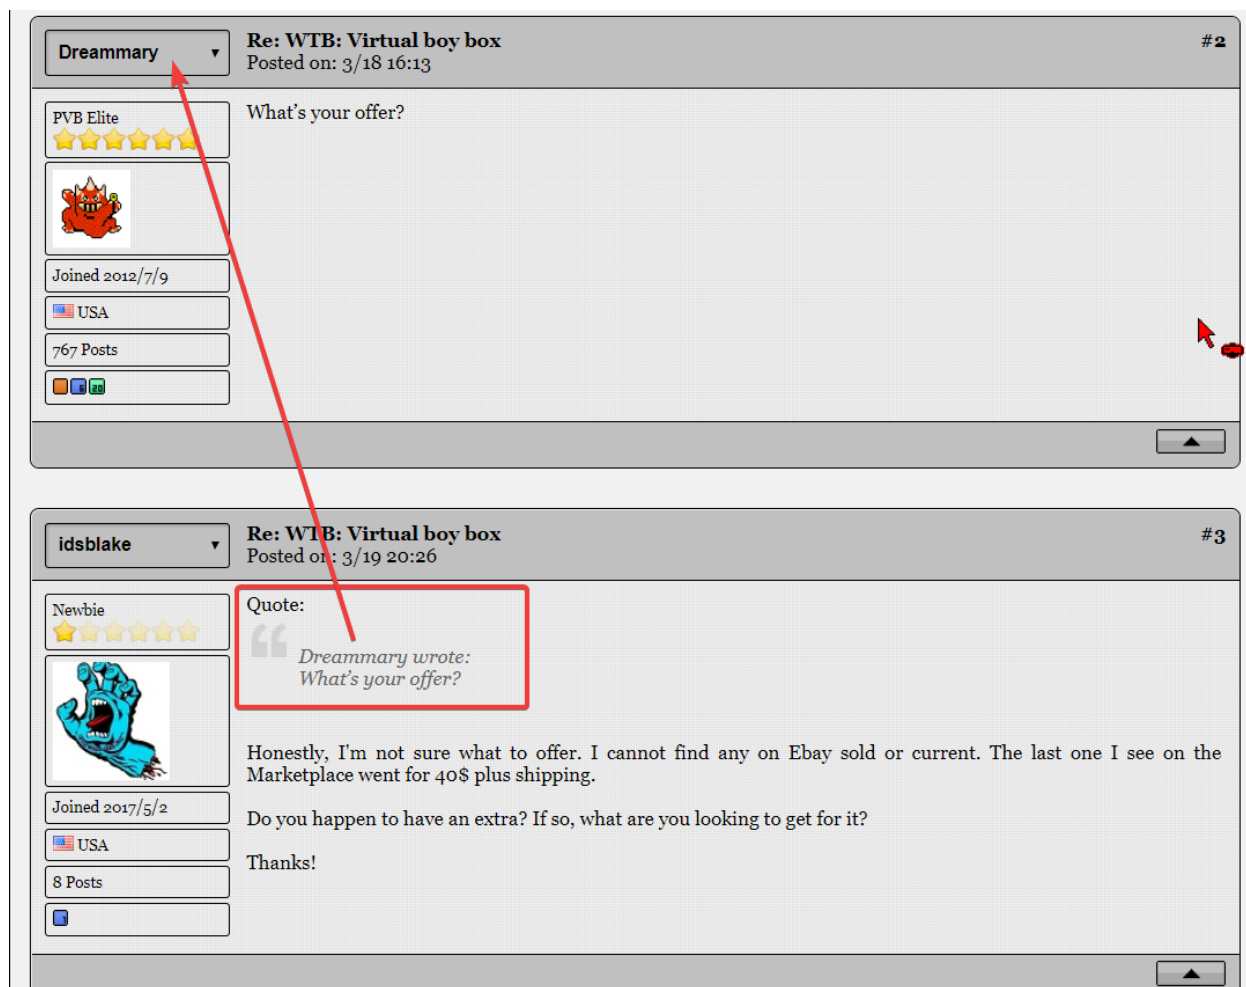 Dreammary ▼
Re: WTB: Virtual boy box
#2
Posted on: 3/18 16:13
PVB Elite
What's your offer?
Joined 2012/7/9
USA
767 Posts
6 20
idsblake ▼
Re: WTB: Virtual boy box
#3
Posted on: 3/19 20:26
Newbie
Quote:
Dreammary wrote:
What's your offer?
Honestly, I'm not sure what to offer. I cannot find any on Ebay sold or current. The last one I see on the
Marketplace went for 40$ plus shipping.
Do you happen to have an extra? If so, what are you looking to get for it?
Thanks!
Joined 2017/5/2
USA
8 Posts
1